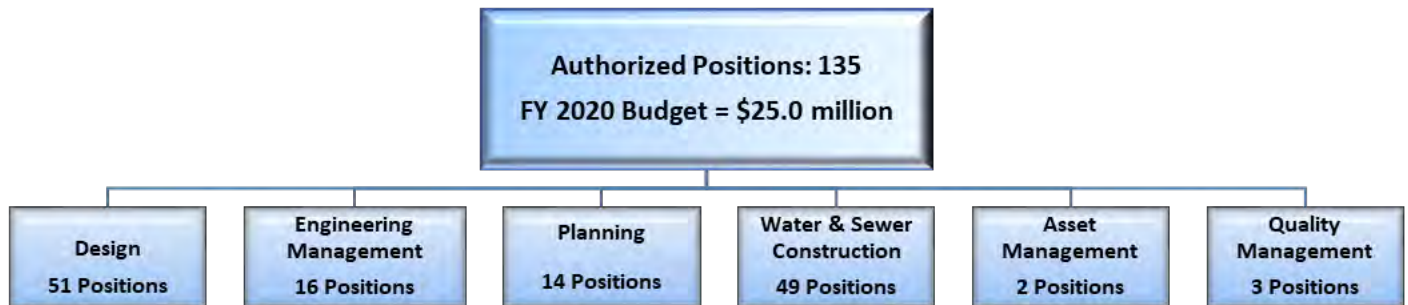 Authorized Positions: 135
FY 2020 Budget = $25.0 million
Design
51 Positions
Engineering
Management
16 Positions
Planning
14 Positions
Water & Sewer
Construction
49 Positions
Asset
Management
2 Positions
Quality
Management
3 Positions